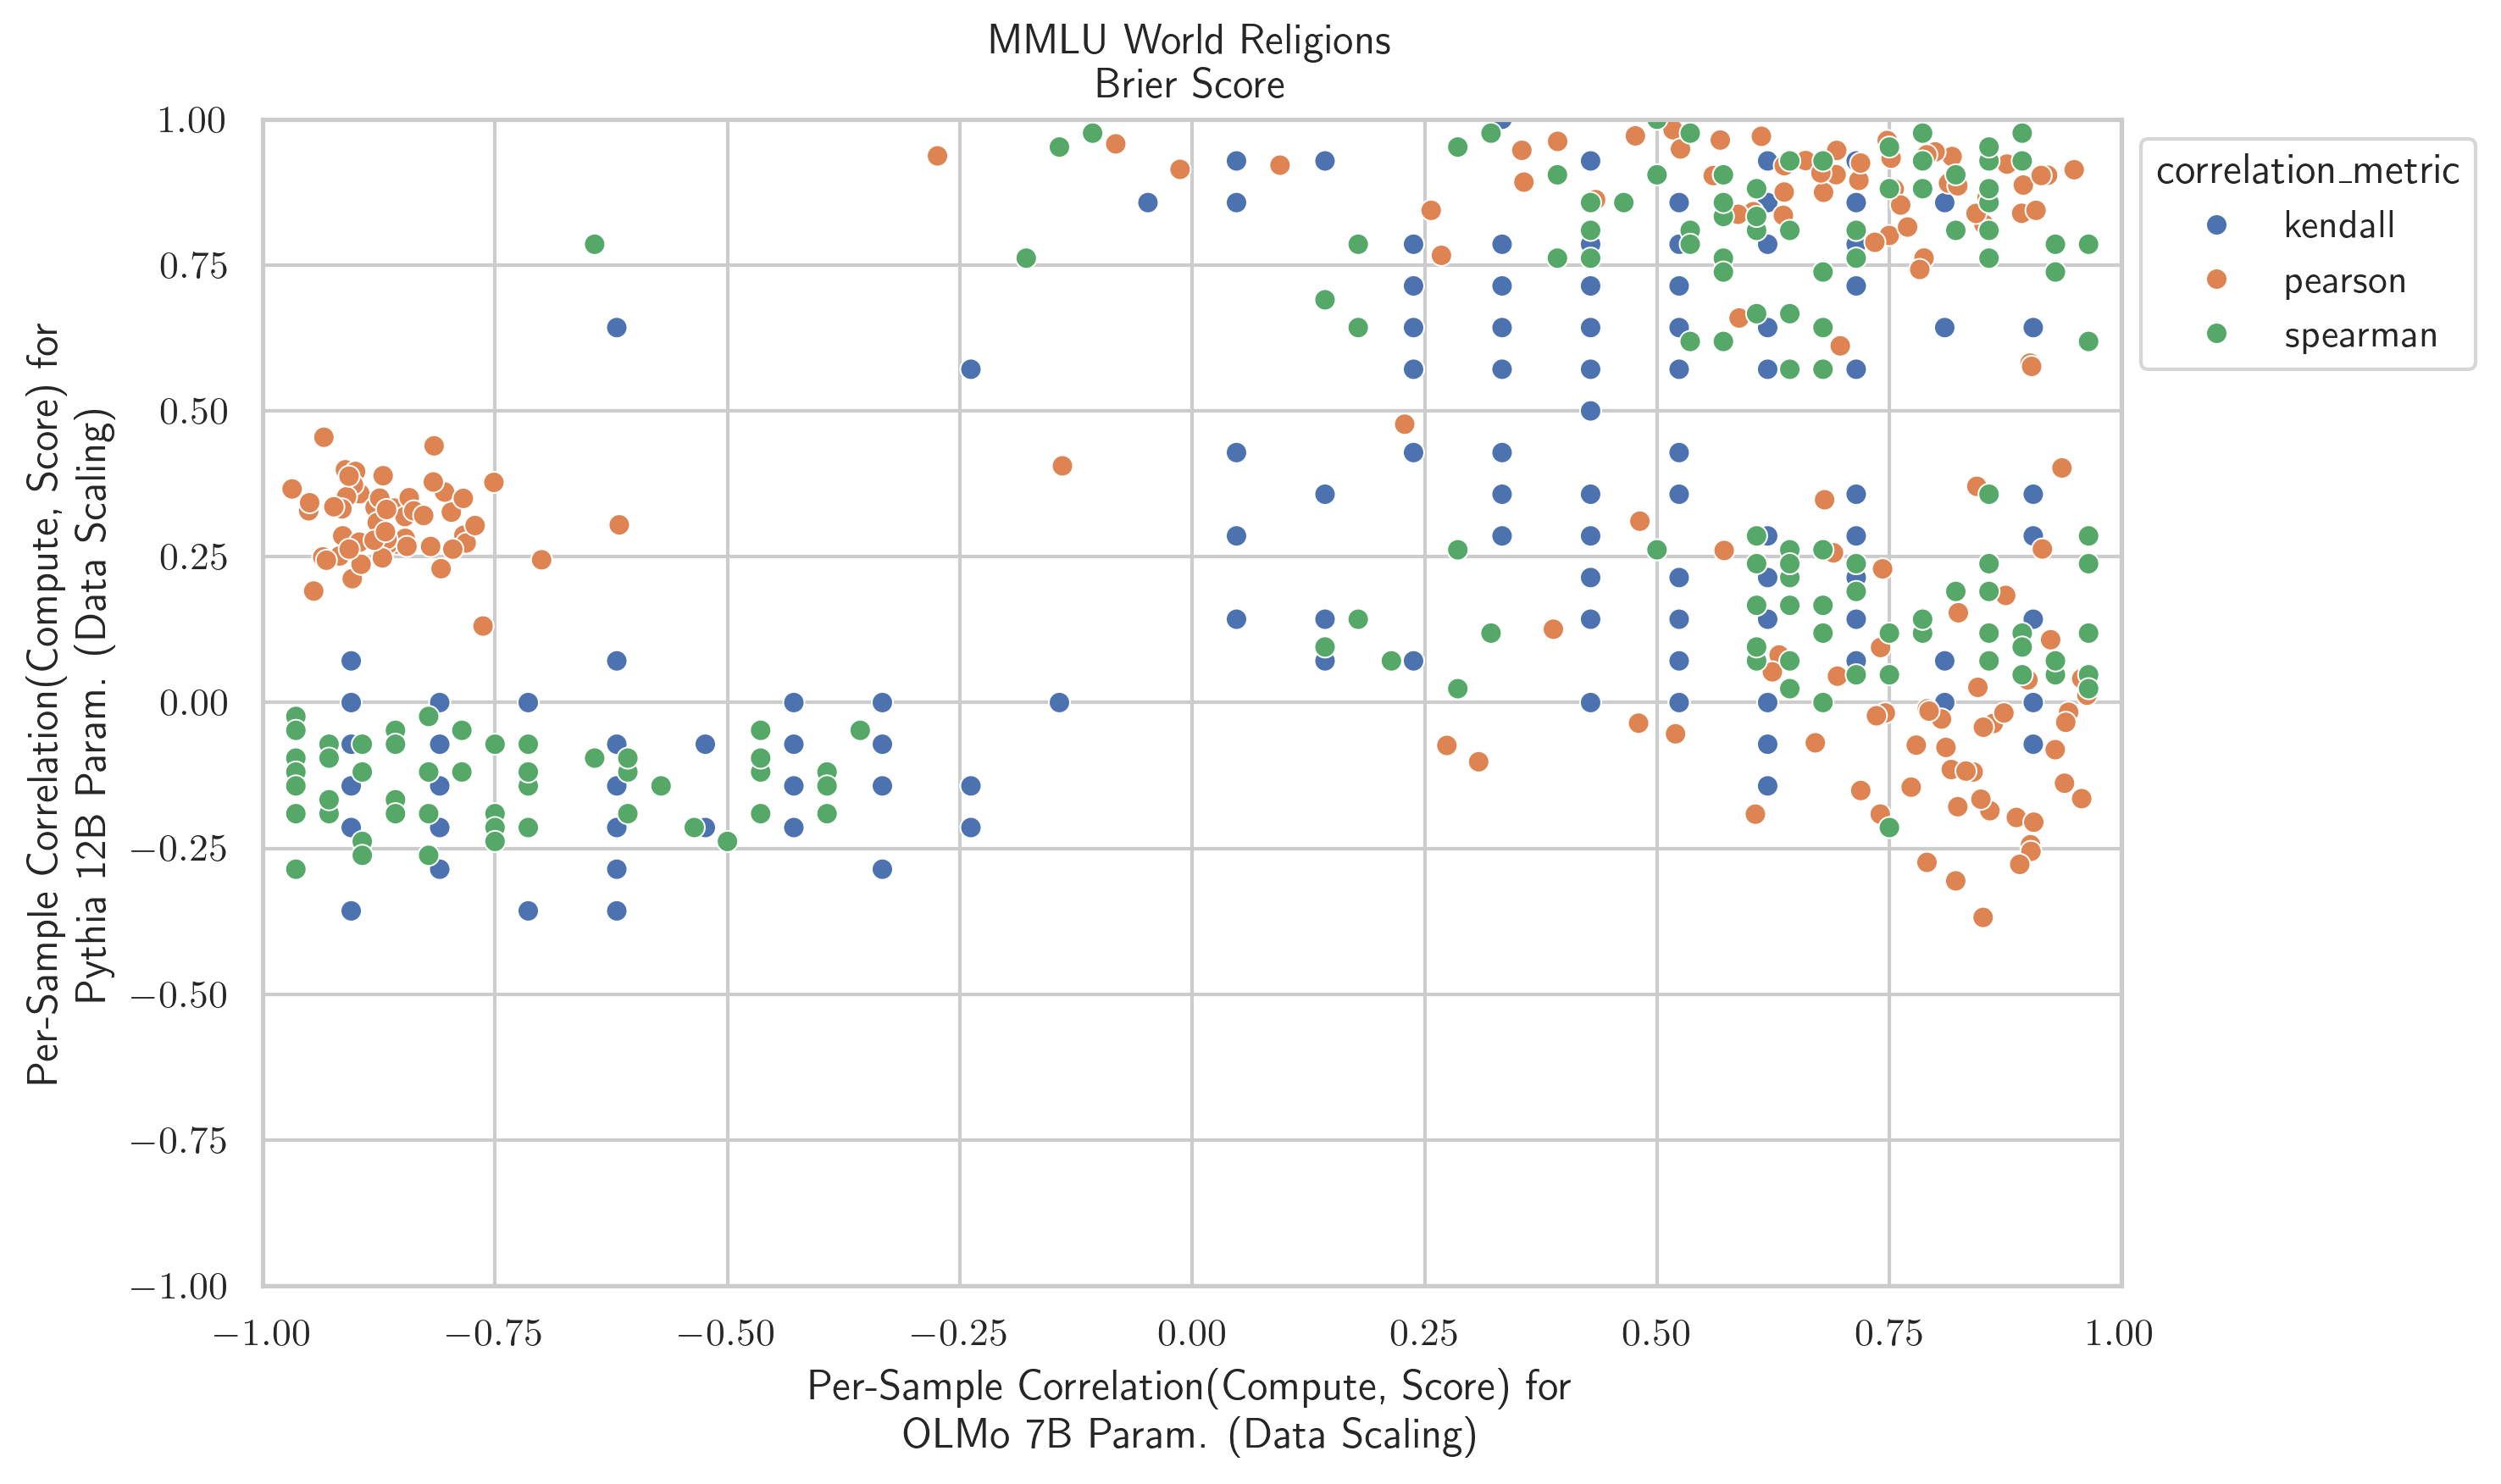 MMLU World Religions
Brier Score
Per-Sample Correlation(Compute, Score) for
Pythia 12B Param. (Data Scaling)
1.00
0.75
0.50
0.25
0.00
−0.25
−0.50
−0.75
−1.00
−1.00 −0.75 −0.50 −0.25 0.00 0.25 0.50 0.75 1.00
Per-Sample Correlation(Compute, Score) for
OLMo 7B Param. (Data Scaling)
correlation_metric
kendall
pearson
spearman